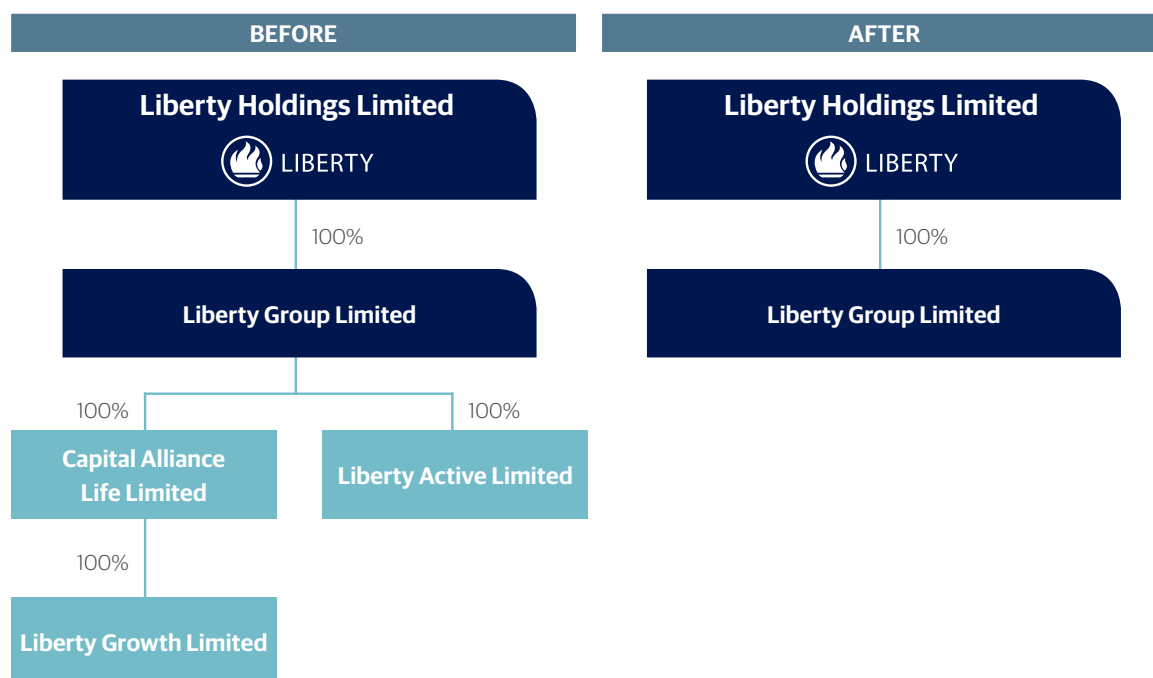 BEFORE
Liberty Holdings Limited
LIBERTY
100%
Liberty Group Limited
100%
100%
Capital Alliance
Life Limited
Liberty Active Limited
100%
Liberty Growth Limited
AFTER
Liberty Holdings Limited
LIBERTY
100%
Liberty Group Limited